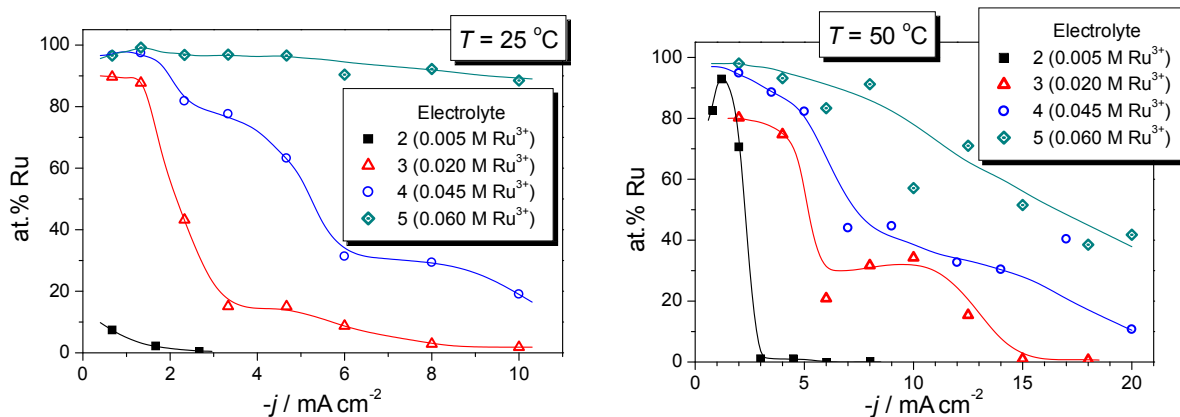 T = 25 °C
100
80
60
40
20
0
at.% Ru
0
2
4
6
8
10
-j / mA cm⁻²
Electrolyte
2 (0.005 M Ru³⁺)
3 (0.020 M Ru³⁺)
4 (0.045 M Ru³⁺)
5 (0.060 M Ru³⁺)
T = 50 °C
100
80
60
40
20
0
at.% Ru
0
5
10
15
20
-j / mA cm⁻²
Electrolyte
2 (0.005 M Ru³⁺)
3 (0.020 M Ru³⁺)
4 (0.045 M Ru³⁺)
5 (0.060 M Ru³⁺)